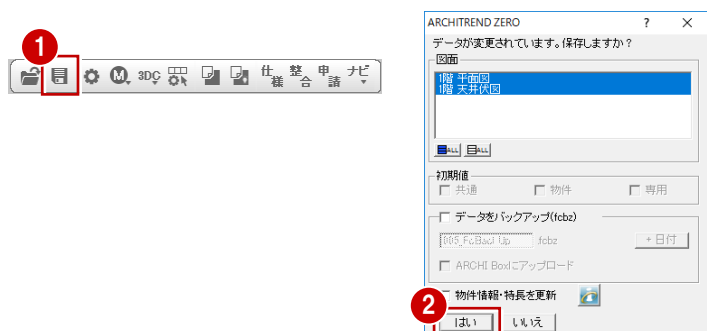 1
3DC
仕様
整合
申請
ナビ
ARCHITREND ZERO ? ×
データが変更されています。保存しますか?
図面
1階 平面図
1階 天井伏図
ALL ALL
初期値
共通 物件 専用
データをバックアップ(fcbz)
.fcbz +日付
ARCHI Boxにアップロード
物件情報・特長を更新
2
はい いいえ